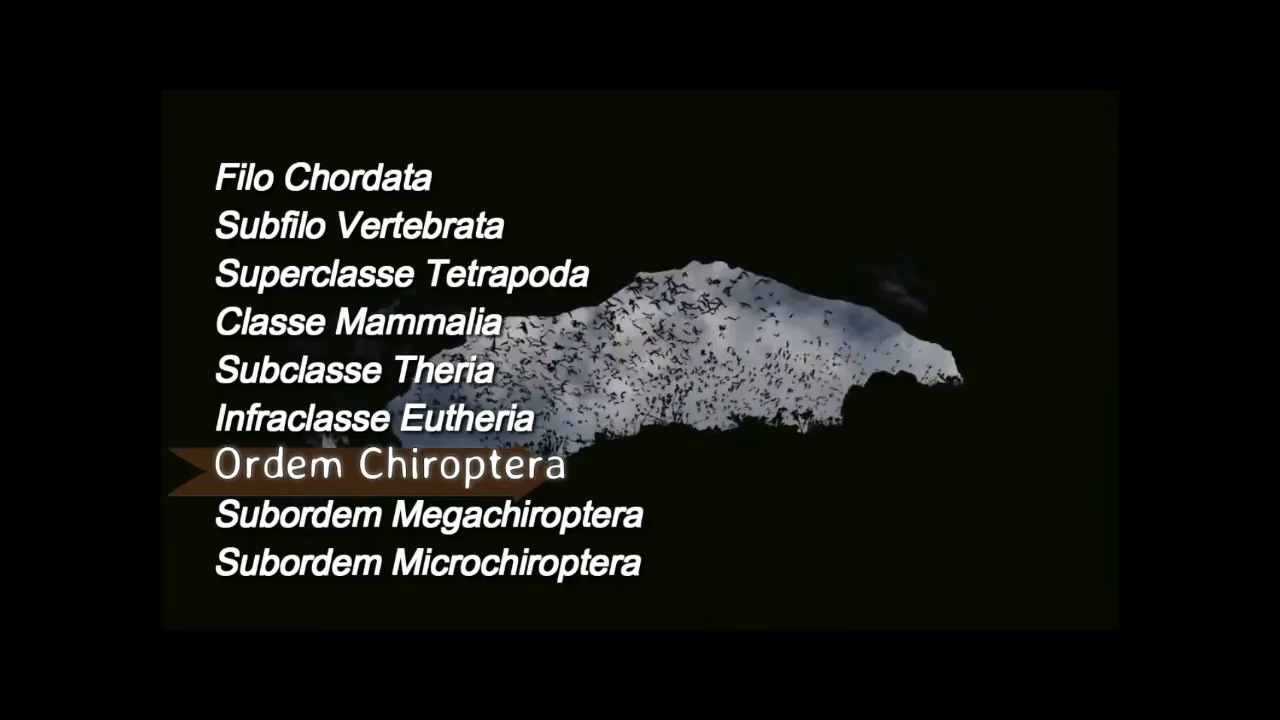 Filo Chordata
Subfilo Vertebrata
Superclasse Tetrapoda
Classe Mammalia
Subclasse Theria
Infraclasse Eutheria
Ordem Chiroptera
Subordem Megachiroptera
Subordem Microchiroptera